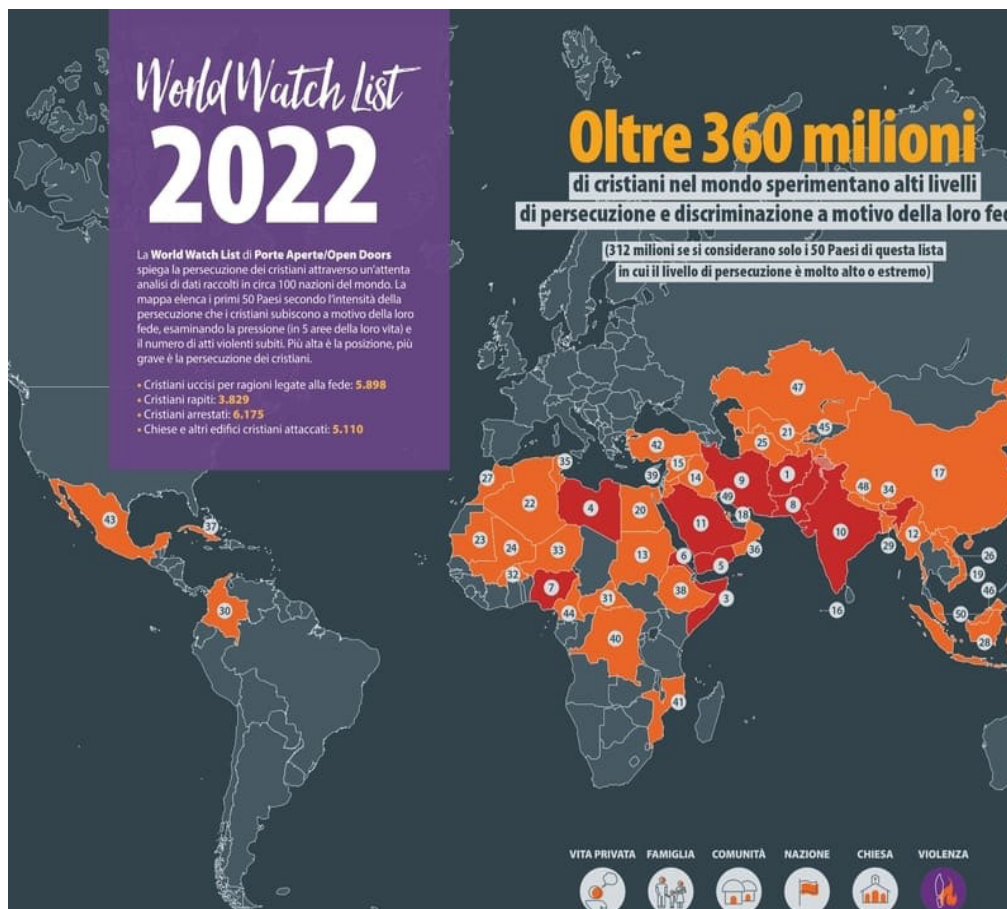 World Watch List
2022
La World Watch List di Porte Aperte/Open Doors
spiega la persecuzione dei cristiani attraverso un'attenta
analisi di dati raccolti in circa 100 nazioni del mondo. La
mappa elenca i primi 50 Paesi secondo l'intensità della
persecuzione che i cristiani subiscono a motivo della loro
fede, esaminando la pressione (in 5 aree della loro vita) e
il numero di atti violenti subiti. Più alta è la posizione, più
grave è la persecuzione dei cristiani.
• Cristiani uccisi per ragioni legate alla fede: 5.898
• Cristiani rapiti: 3.829
• Cristiani arrestati: 6.175
• Chiese e altri edifici cristiani attaccati: 5.110
Oltre 360 milioni
di cristiani nel mondo sperimentano alti livelli
di persecuzione e discriminazione a motivo della loro fed
(312 milioni se si considerano solo i 50 Paesi di questa lista
in cui il livello di persecuzione è molto alto o estremo)
47
21
45
25
42
35
15
39
14
9
1
17
27
22
4
20
49
18
8
48
34
43
37
11
10
12
23
24
33
13
6
36
29
26
32
7
5
19
30
44
31
38
3
16
46
50
40
28
41
VITA PRIVATA FAMIGLIA COMUNITÀ NAZIONE CHIESA VIOLENZA